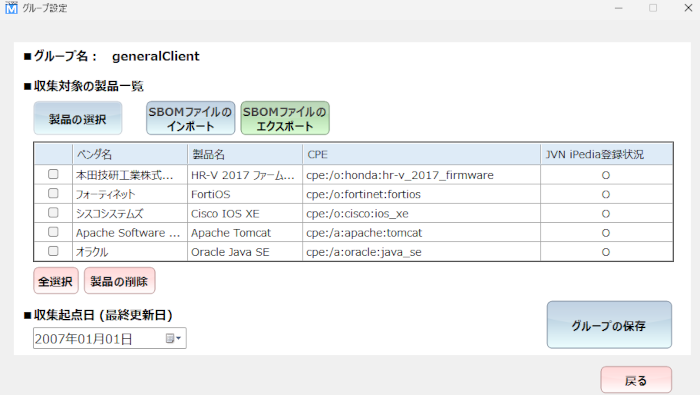 グループ設定
■グループ名： generalClient
■収集対象の製品一覧
製品の選択
SBOMファイルの
インポート
SBOMファイルの
エクスポート
ベンダ名 製品名 CPE JVN iPedia登録状況
本田技研工業株式... HR-V 2017 ファーム... cpe:/o:honda:hr-v_2017_firmware ○
フォーティネット FortiOS cpe:/o:fortinet:fortios ○
シスコシステムズ Cisco IOS XE cpe:/o:cisco:ios_xe ○
Apache Software ... Apache Tomcat cpe:/a:apache:tomcat ○
オラクル Oracle Java SE cpe:/a:oracle:java_se ○
全選択 製品の削除
■収集起点日 (最終更新日)
2007年01月01日
グループの保存
戻る